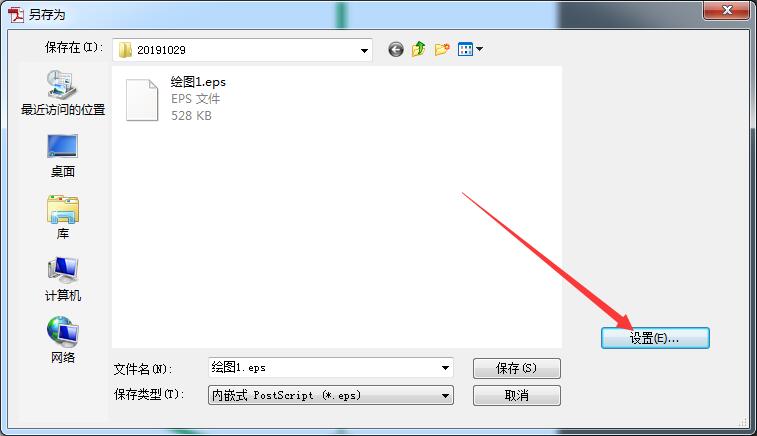 另存为
保存在(I):
20191029
最近访问的位置
桌面
库
计算机
网络
绘图1.eps
EPS 文件
528 KB
设置(E)...
文件名(N):
绘图1.eps
保存(S)
保存类型(T):
内嵌式 PostScript (*.eps)
取消